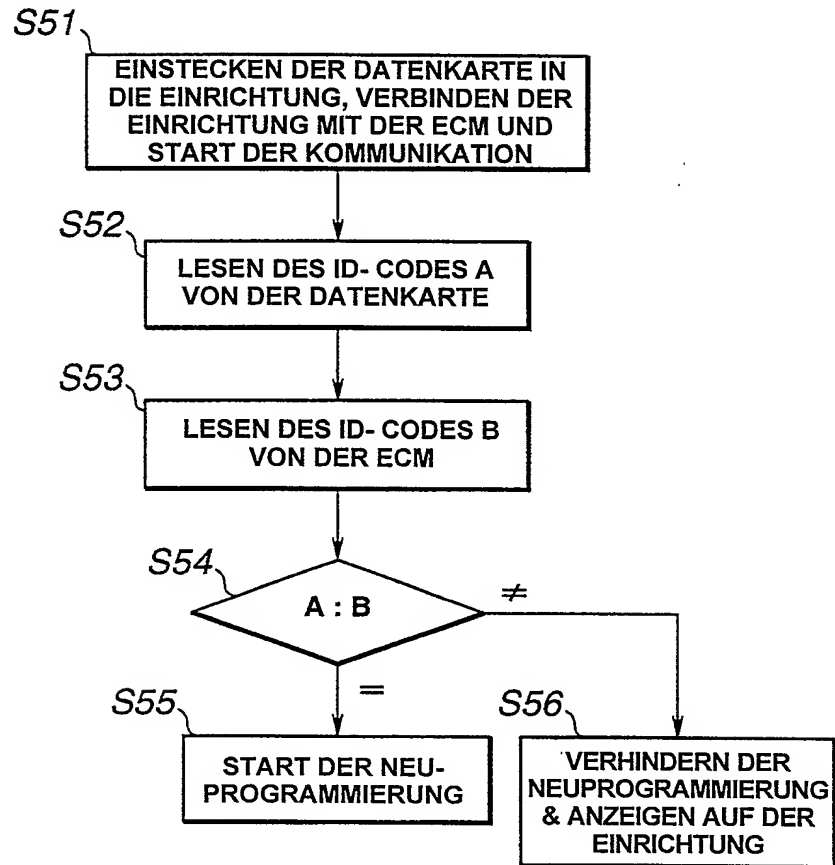 S51
EINSTECKEN DER DATENKARTE IN
DIE EINRICHTUNG, VERBINDEN DER
EINRICHTUNG MIT DER ECM UND
START DER KOMMUNIKATION
S52
LESEN DES ID- CODES A
VON DER DATENKARTE
S53
LESEN DES ID- CODES B
VON DER ECM
S54
A : B
≠
=
S55
START DER NEU-
PROGRAMMIERUNG
S56
VERHINDERN DER
NEUPROGRAMMIERUNG
& ANZEIGEN AUF DER
EINRICHTUNG